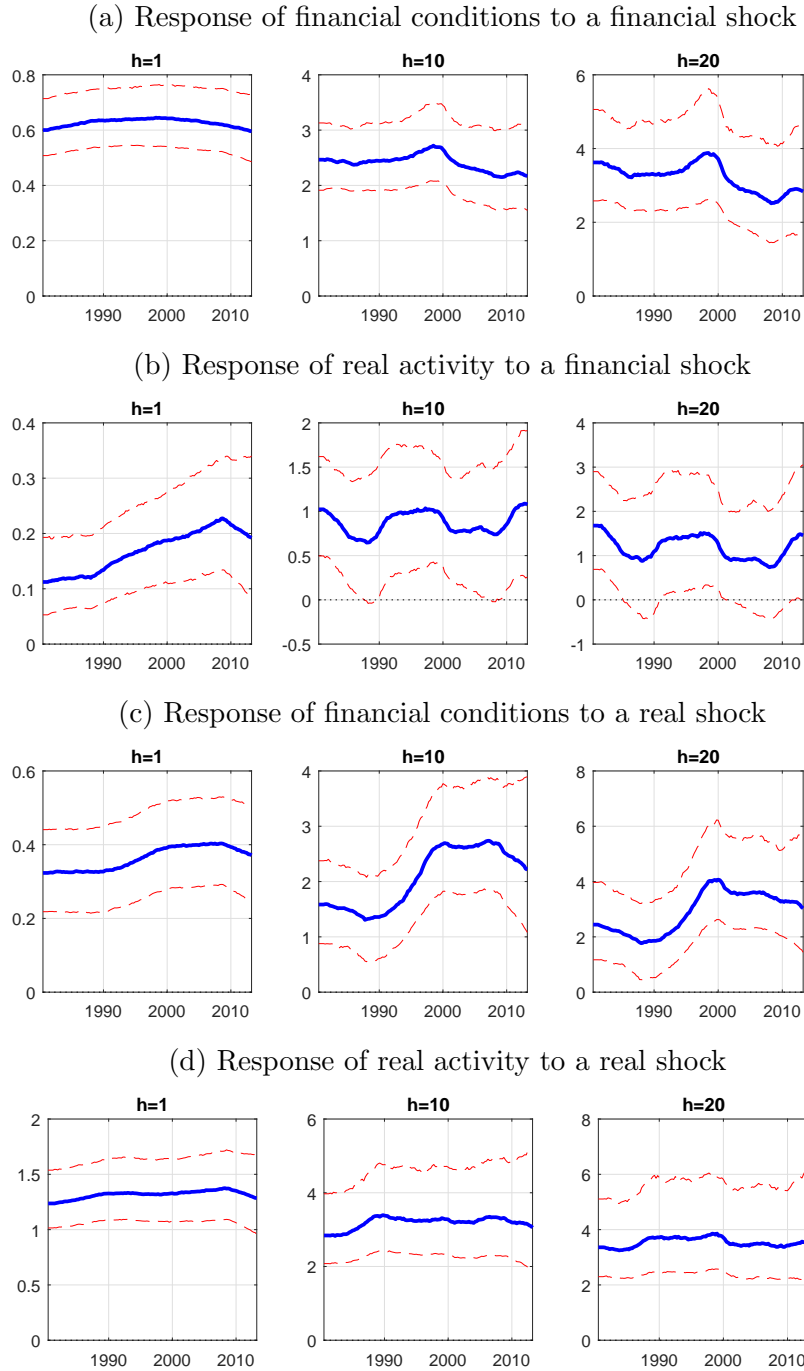 (a) Response of financial conditions to a financial shock
h=1 h=10 h=20
0.8 4 6
0.6 3 4
0.4 2
0.2 1 2
0 0 0
1990 2000 2010 1990 2000 2010 1990 2000 2010
(b) Response of real activity to a financial shock
h=1 h=10 h=20
0.4 2 4
0.3 1.5 3
0.2 1 2
0.1 0.5 1
0 0 0
-0.5 -1
1990 2000 2010 1990 2000 2010 1990 2000 2010
(c) Response of financial conditions to a real shock
h=1 h=10 h=20
0.6 4 8
0.4 3 6
0.2 2 4
0 1 2
0 0
1990 2000 2010 1990 2000 2010 1990 2000 2010
(d) Response of real activity to a real shock
h=1 h=10 h=20
2 6 8
1.5 4 6
1 2 4
0.5 2
0 0 0
1990 2000 2010 1990 2000 2010 1990 2000 2010